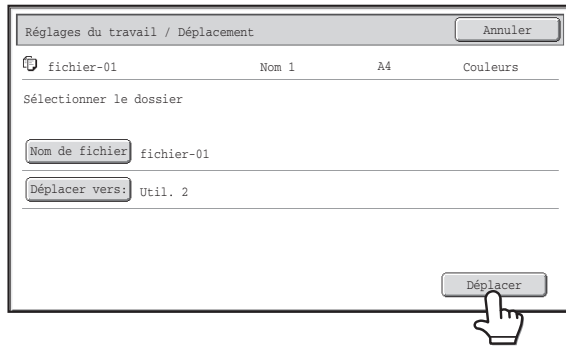 Réglages du travail / Déplacement Annuler
fichier-01 Nom 1 A4 Couleurs
Sélectionner le dossier
Nom de fichier fichier-01
Déplacer vers: Util. 2
Déplacer